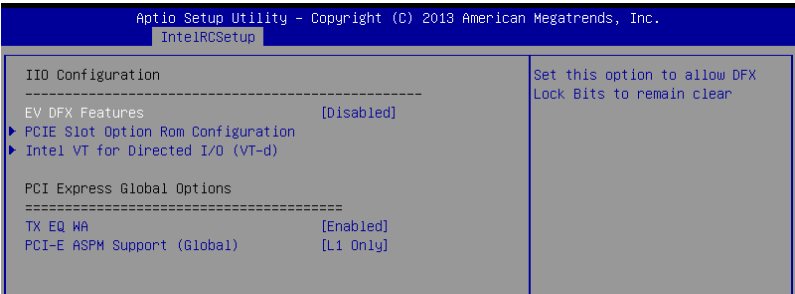 Aptio Setup Utility – Copyright (C) 2013 American Megatrends, Inc.
IntelRCSetup
IIO Configuration
--------------------------------------------------
EV DFX Features [Disabled]
PCIE Slot Option Rom Configuration
Intel VT for Directed I/O (VT-d)
PCI Express Global Options
========================================
TX EQ WA [Enabled]
PCI-E ASPM Support (Global) [L1 Only]
Set this option to allow DFX
Lock Bits to remain clear